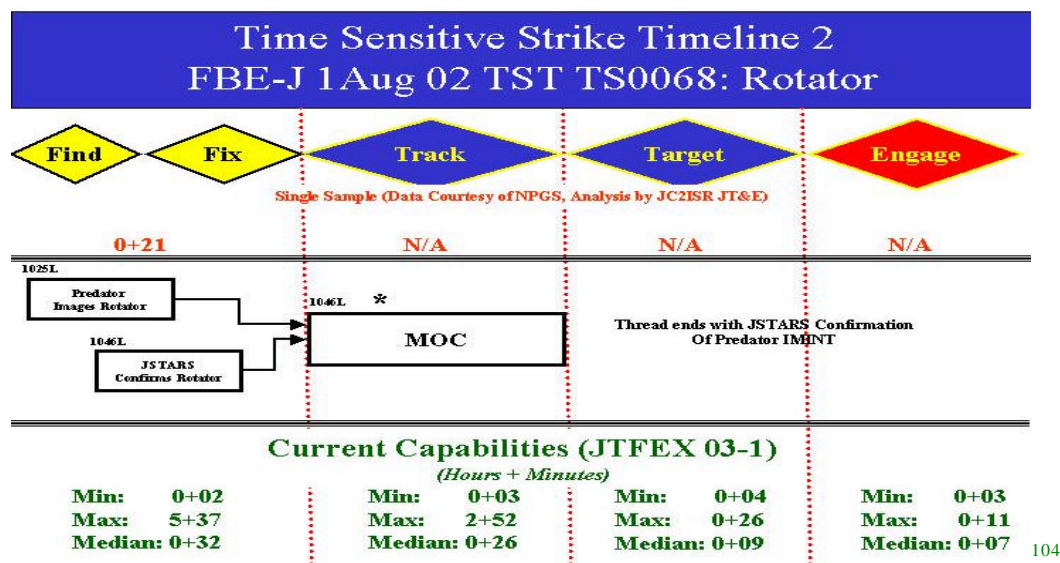 Time Sensitive Strike Timeline 2
FBE-J 1Aug 02 TST TS0068: Rotator
Find Fix Track Target Engage
Single Sample (Data Courtesy of NPGS, Analysis by JC2ISR JT&E)
0+21 N/A N/A N/A
1025L
Predator
Images Rotator
1046L
JSTARS
Confirms Rotator
1046L *
MOC
Thread ends with JSTARS Confirmation
Of Predator IMINT
Current Capabilities (JTFEX 03-1)
(Hours + Minutes)
Min: 0+02 Min: 0+03 Min: 0+04 Min: 0+03
Max: 5+37 Max: 2+52 Max: 0+26 Max: 0+11
Median: 0+32 Median: 0+26 Median: 0+09 Median: 0+07
104